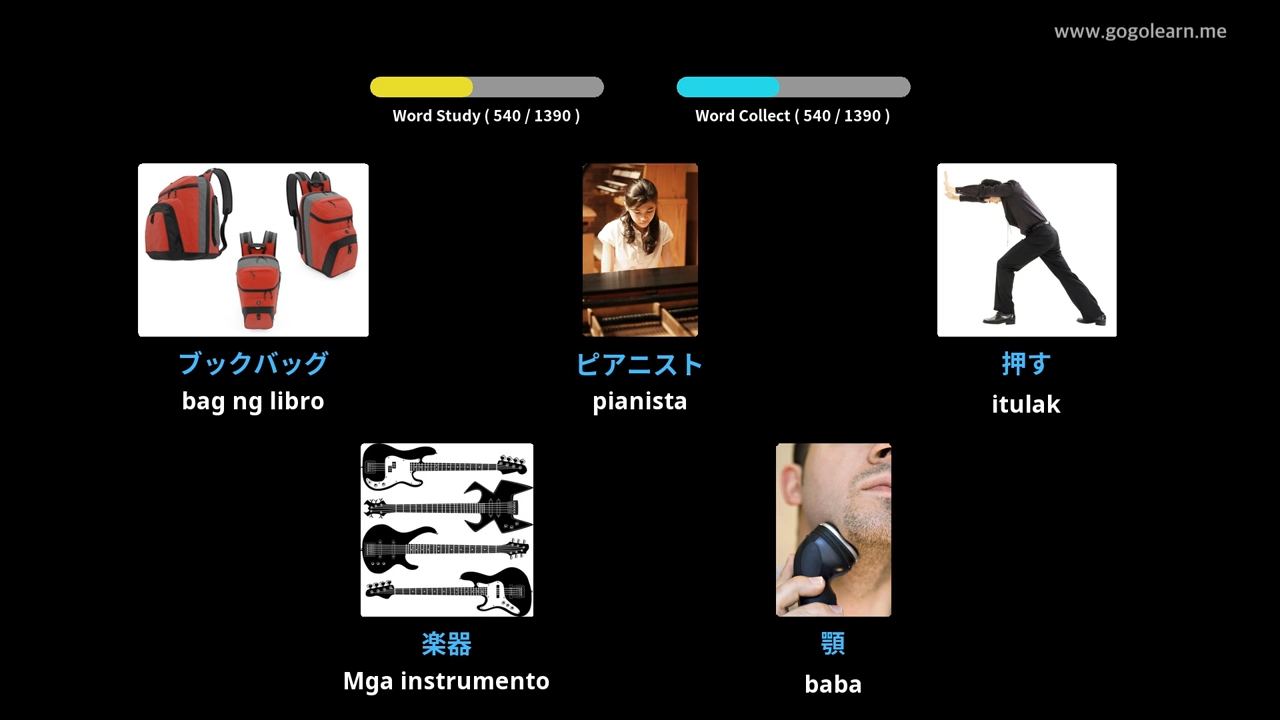 www.gogolearn.me
Word Study ( 540 / 1390 )
Word Collect ( 540 / 1390 )
ブックバッグ
bag ng libro
ピアニスト
pianista
押す
itulak
楽器
Mga instrumento
顎
baba